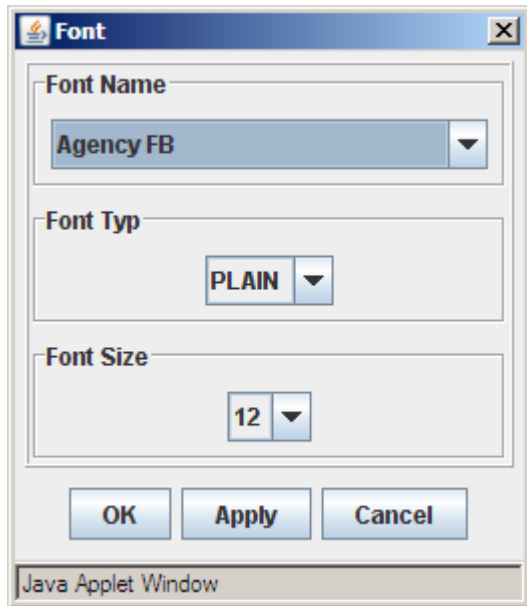 Font
Font Name
Agency FB
Font Typ
PLAIN
Font Size
12
OK Apply Cancel
Java Applet Window